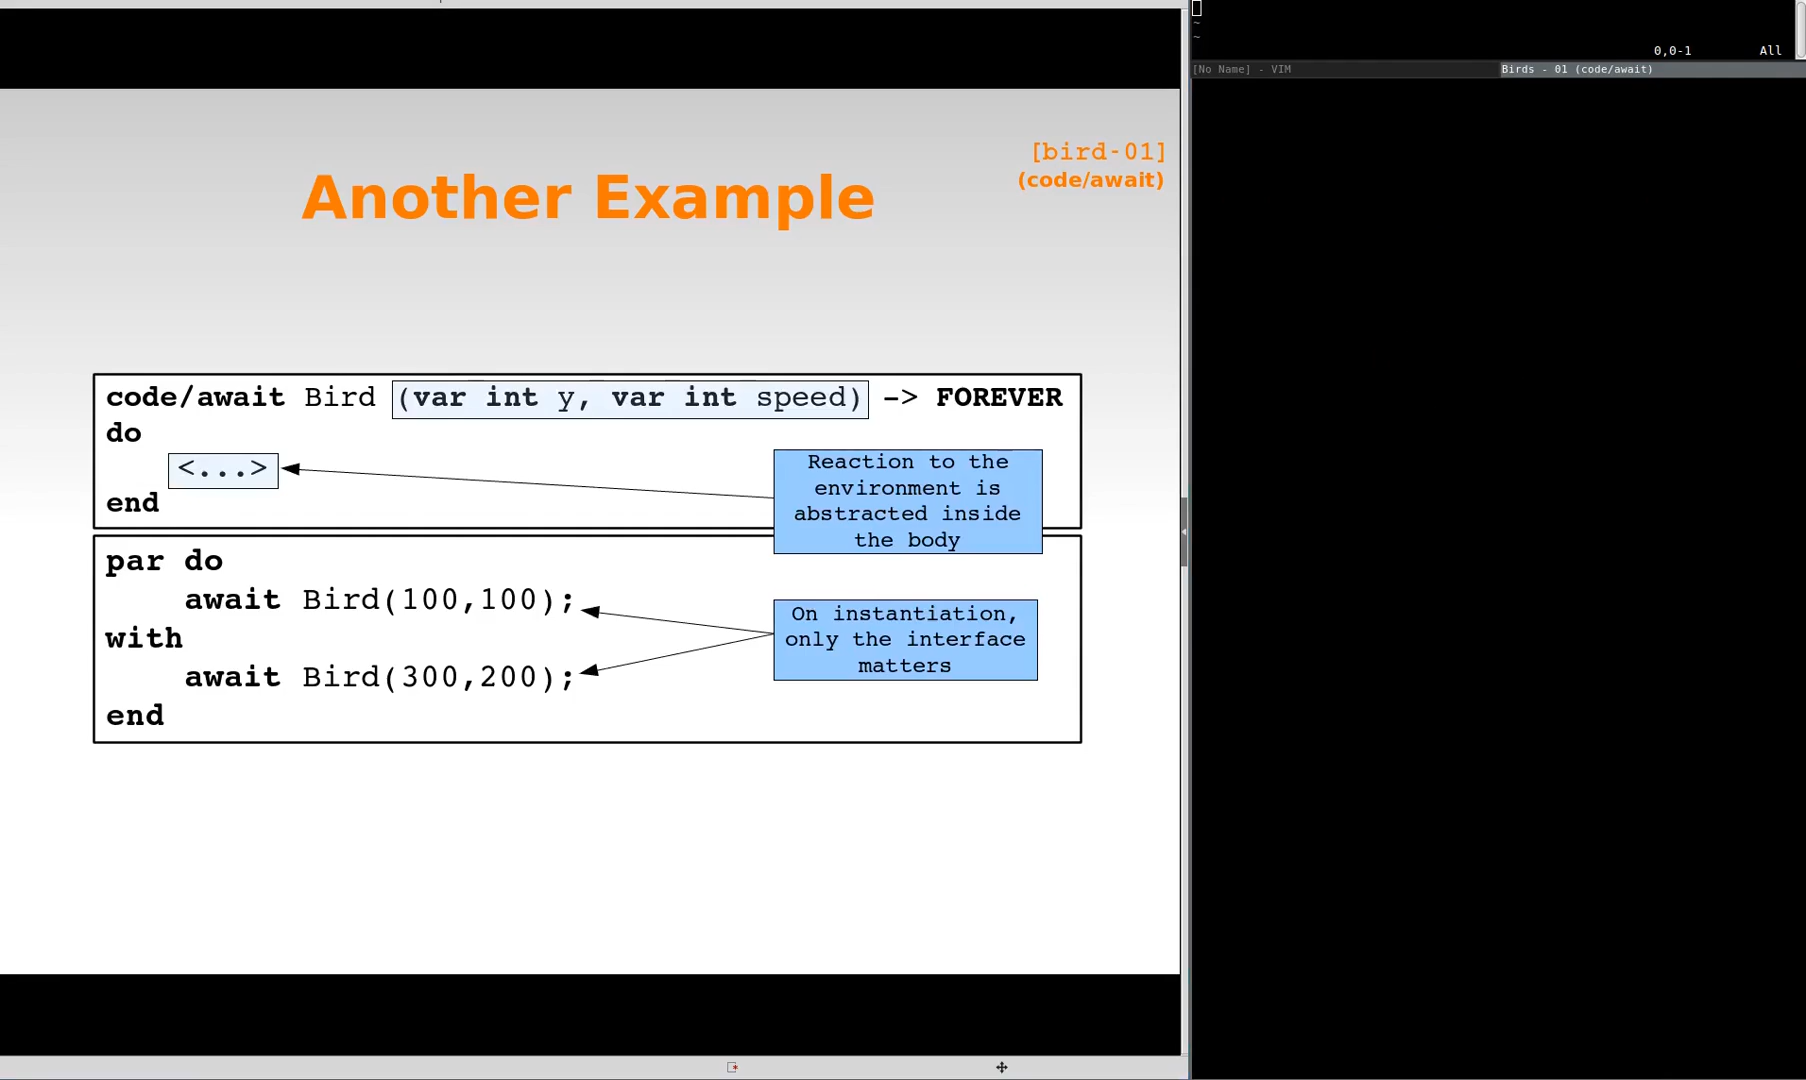 [bird-01]
(code/await)
Another Example
code/await Bird (var int y, var int speed) -> FOREVER
do
<...>
end
Reaction to the
environment is
abstracted inside
the body
par do
await Bird(100,100);
with
await Bird(300,200);
end
On instantiation,
only the interface
matters
~
~
0,0-1 All
[No Name] - VIM
Birds - 01 (code/await)